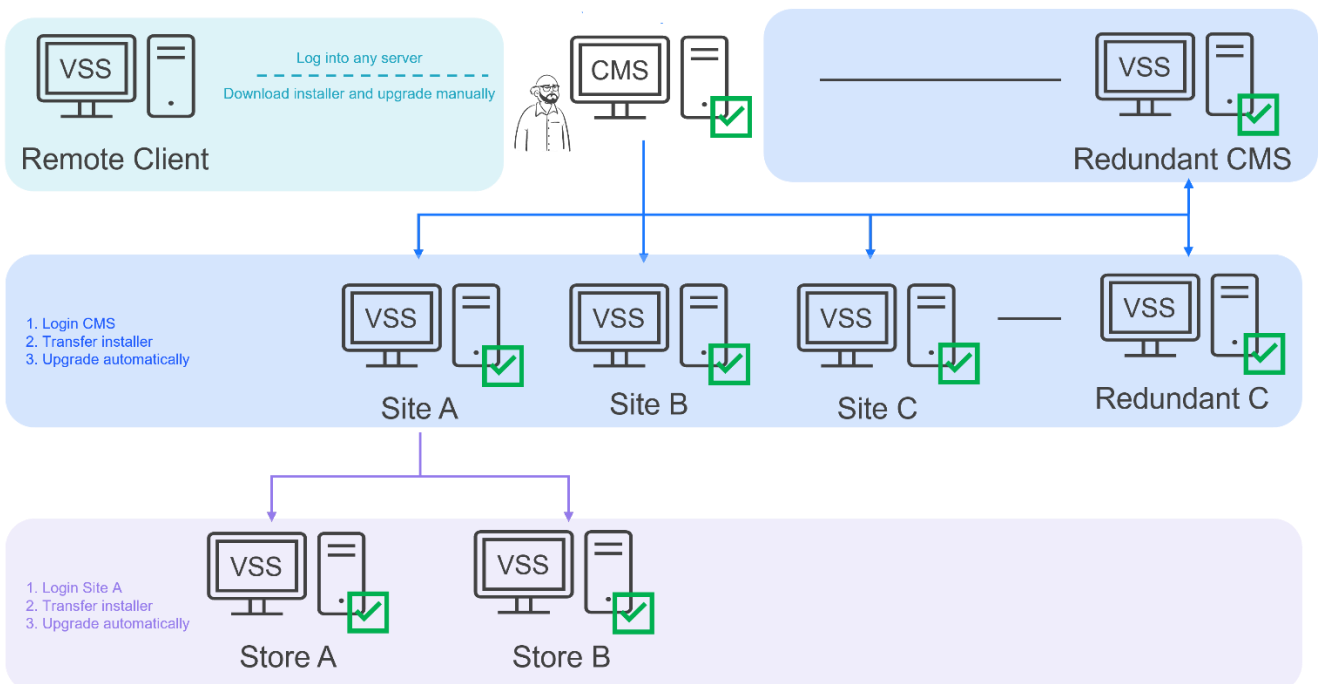 VSS
Log into any server
Download installer and upgrade manually
Remote Client
CMS
VSS
Redundant CMS
1. Login CMS
2. Transfer installer
3. Upgrade automatically
VSS
Site A
VSS
Site B
VSS
Site C
VSS
Redundant C
1. Login Site A
2. Transfer installer
3. Upgrade automatically
VSS
Store A
VSS
Store B